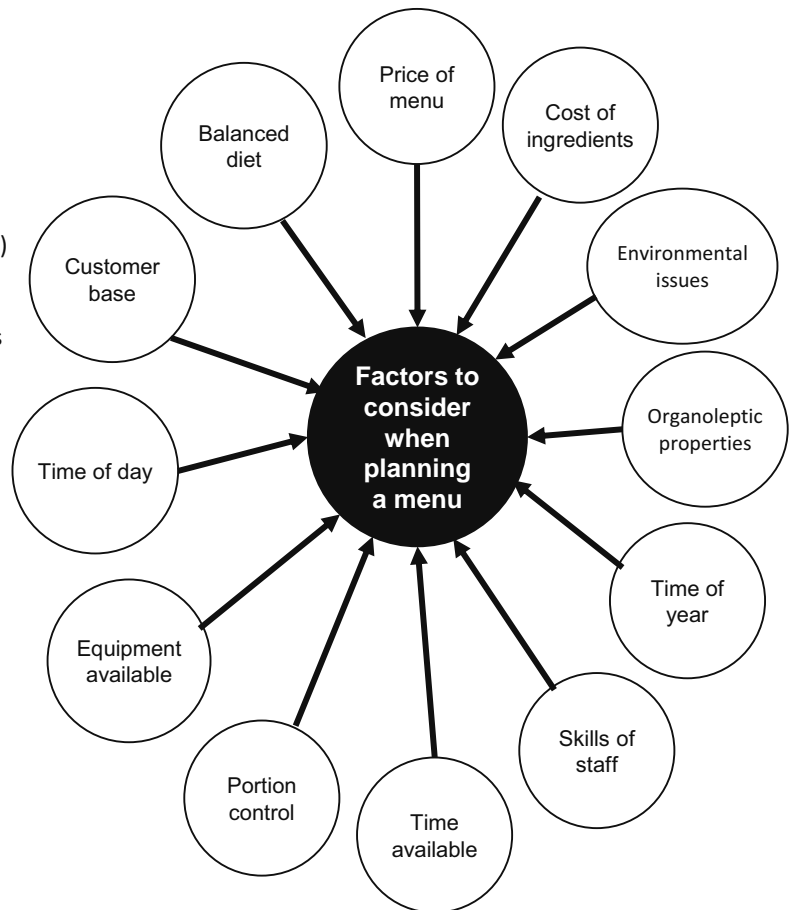 Price of
menu
Cost of
ingredients
Balanced
diet
Environmental
issues
)
Customer
base
s
Factors to
consider
when
planning
a menu
Organoleptic
properties
Time of day
Time of
year
Equipment
available
Skills of
staff
Portion
control
Time
available